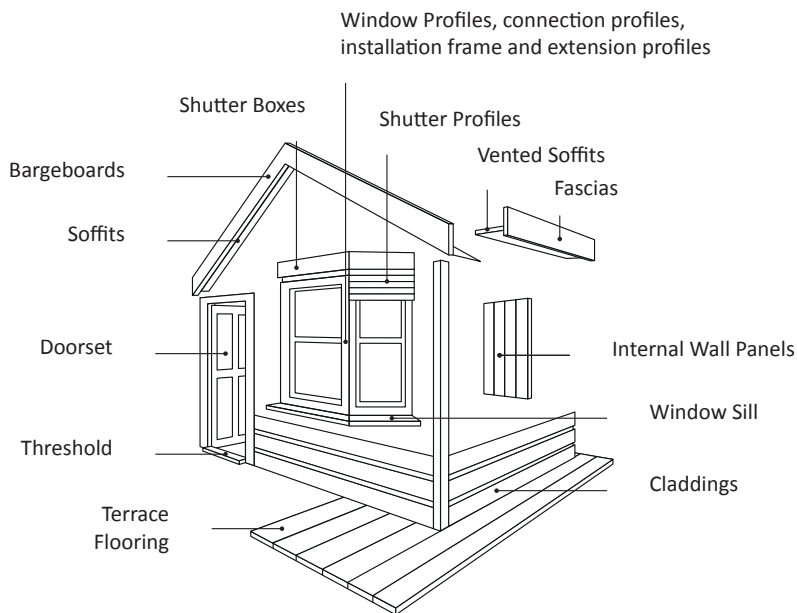 Window Profiles, connection profiles,
installation frame and extension profiles
Shutter Boxes
Shutter Profiles
Vented Soffits
Bargeboards
Fascias
Soffits
Doorset
Internal Wall Panels
Window Sill
Threshold
Claddings
Terrace
Flooring